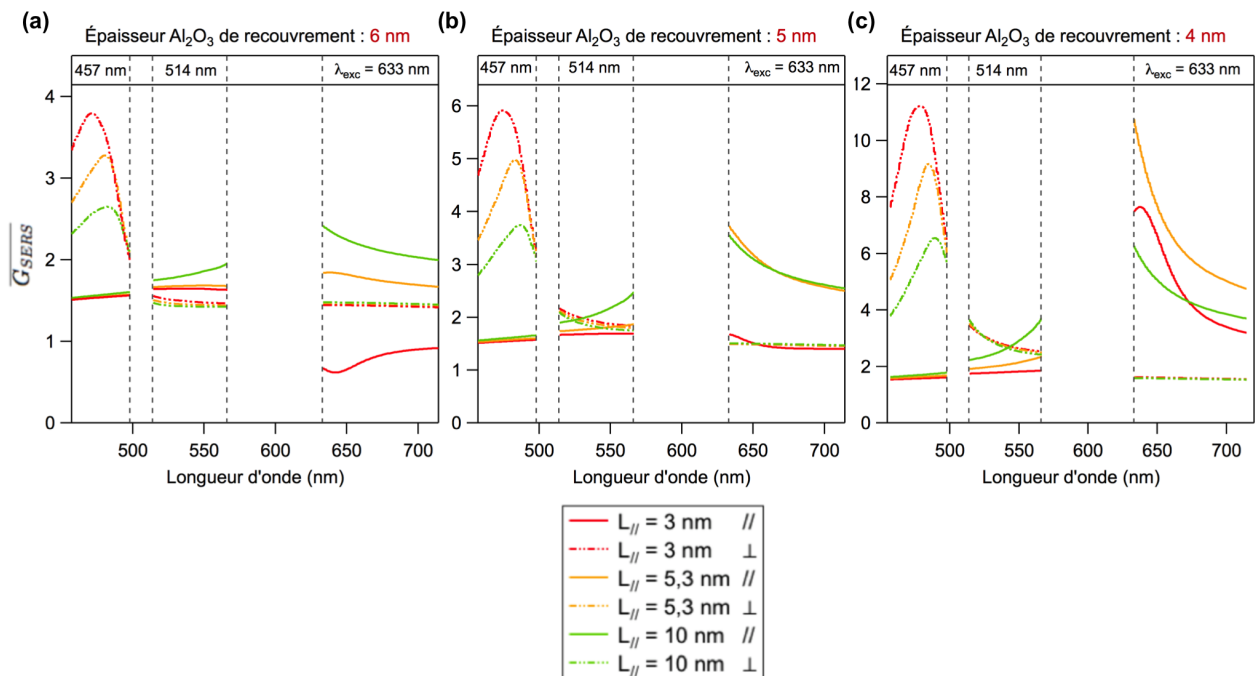 (a)
Épaisseur Al₂O₃ de recouvrement : 6 nm
457 nm
514 nm
λexc = 633 nm
4
3
2
1
0
500
550
600
650
700
Longueur d'onde (nm)
G_SERS
(b)
Épaisseur Al₂O₃ de recouvrement : 5 nm
457 nm
514 nm
λexc = 633 nm
6
5
4
3
2
1
0
500
550
600
650
700
Longueur d'onde (nm)
(c)
Épaisseur Al₂O₃ de recouvrement : 4 nm
457 nm
514 nm
λexc = 633 nm
12
10
8
6
4
2
0
500
550
600
650
700
Longueur d'onde (nm)
L// = 3 nm //
L// = 3 nm ⊥
L// = 5,3 nm //
L// = 5,3 nm ⊥
L// = 10 nm //
L// = 10 nm ⊥